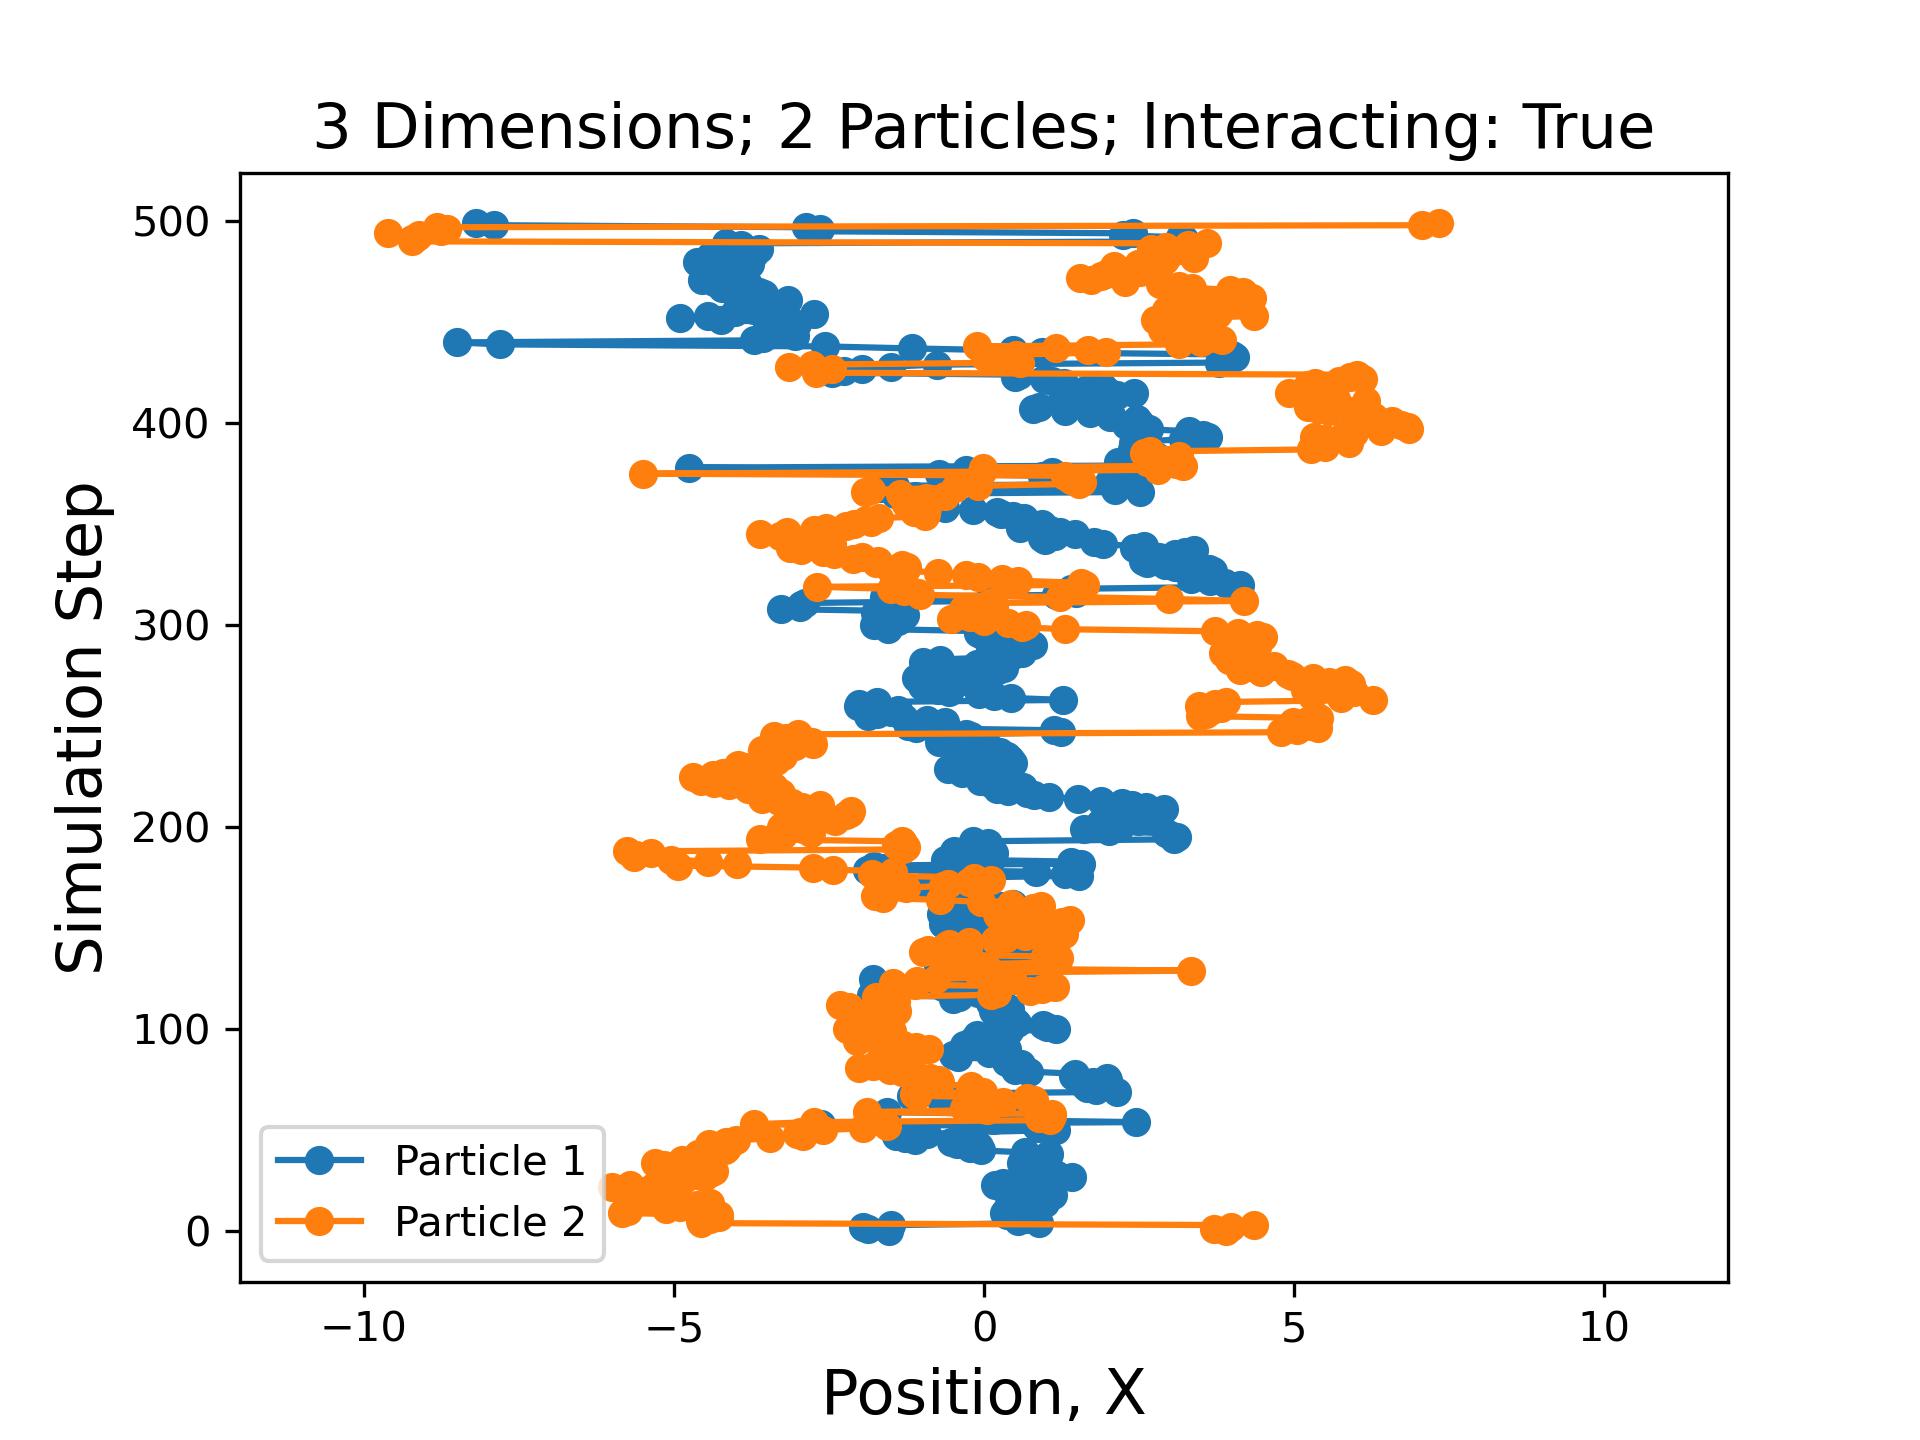 3 Dimensions; 2 Particles; Interacting: True
Simulation Step
500
400
300
200
100
0
Particle 1
Particle 2
−10
−5
0
5
10
Position, X